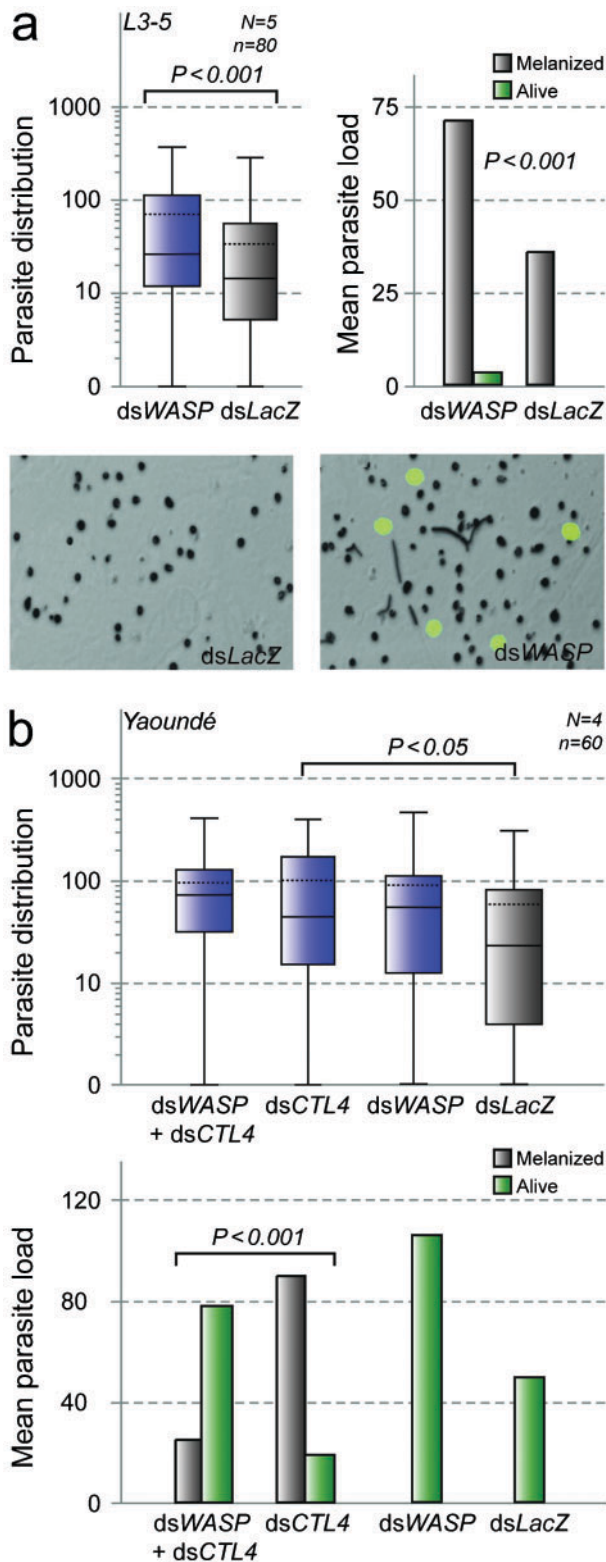 a
L3-5
N=5
n=80
P<0.001
Parasite distribution
1000
100
10
0
dsWASP
dsLacZ
Melanized
Alive
Mean parasite load
75
50
25
0
P<0.001
dsWASP
dsLacZ
dsLacZ
dsWASP
b
Yaoundé
N=4
n=60
P<0.05
Parasite distribution
1000
100
10
0
dsWASP
+ dsCTL4
dsCTL4
dsWASP
dsLacZ
Melanized
Alive
Mean parasite load
120
80
40
0
P<0.001
dsWASP
+ dsCTL4
dsCTL4
dsWASP
dsLacZ